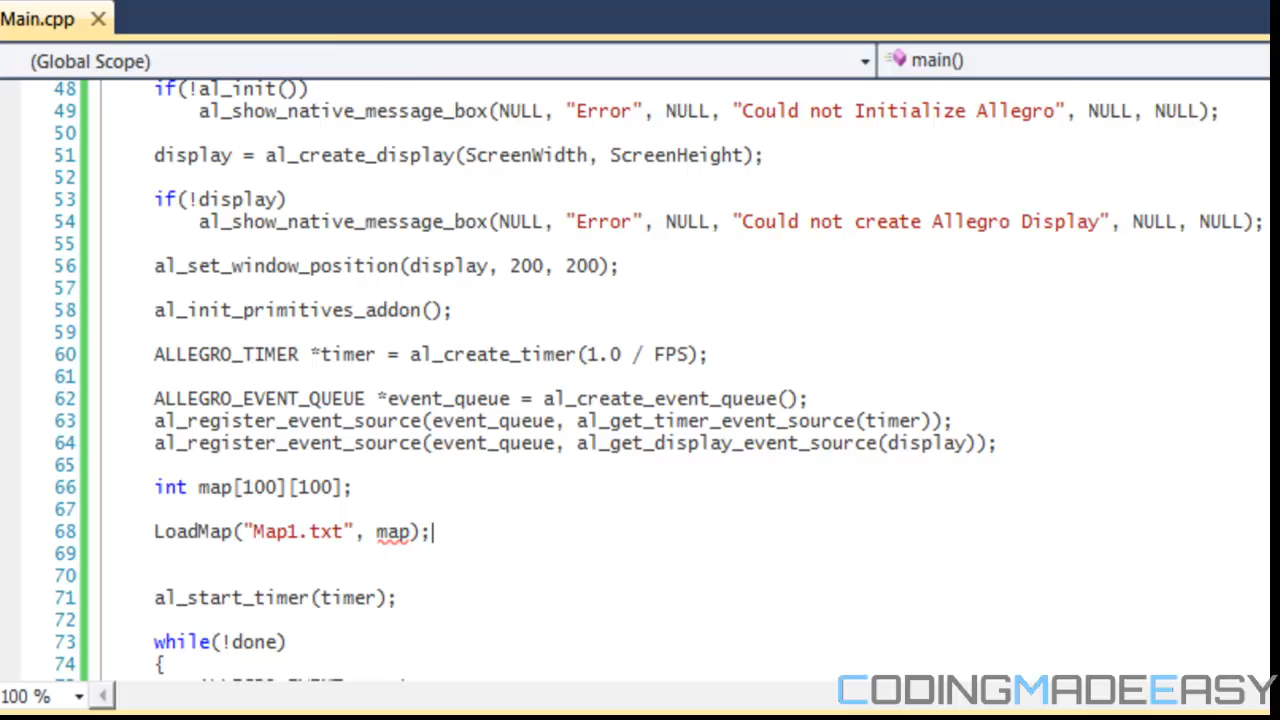 Main.cpp
(Global Scope) main()
48 if(!al_init())
49 al_show_native_message_box(NULL, "Error", NULL, "Could not Initialize Allegro", NULL, NULL);
50
51 display = al_create_display(ScreenWidth, ScreenHeight);
52
53 if(!display)
54 al_show_native_message_box(NULL, "Error", NULL, "Could not create Allegro Display", NULL, NULL);
55
56 al_set_window_position(display, 200, 200);
57
58 al_init_primitives_addon();
59
60 ALLEGRO_TIMER *timer = al_create_timer(1.0 / FPS);
61
62 ALLEGRO_EVENT_QUEUE *event_queue = al_create_event_queue();
63 al_register_event_source(event_queue, al_get_timer_event_source(timer));
64 al_register_event_source(event_queue, al_get_display_event_source(display));
65
66 int map[100][100];
67
68 LoadMap("Map1.txt", map);
69
70
71 al_start_timer(timer);
72
73 while(!done)
74 {
100 %
CODINGMADEEASY